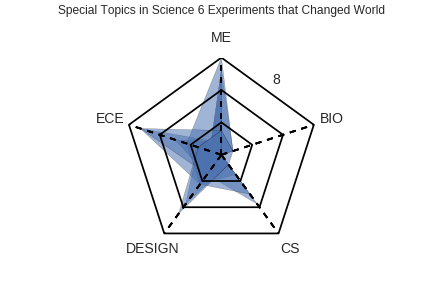 Special Topics in Science 6 Experiments that Changed World
ME
8
ECE
BIO
DESIGN
CS